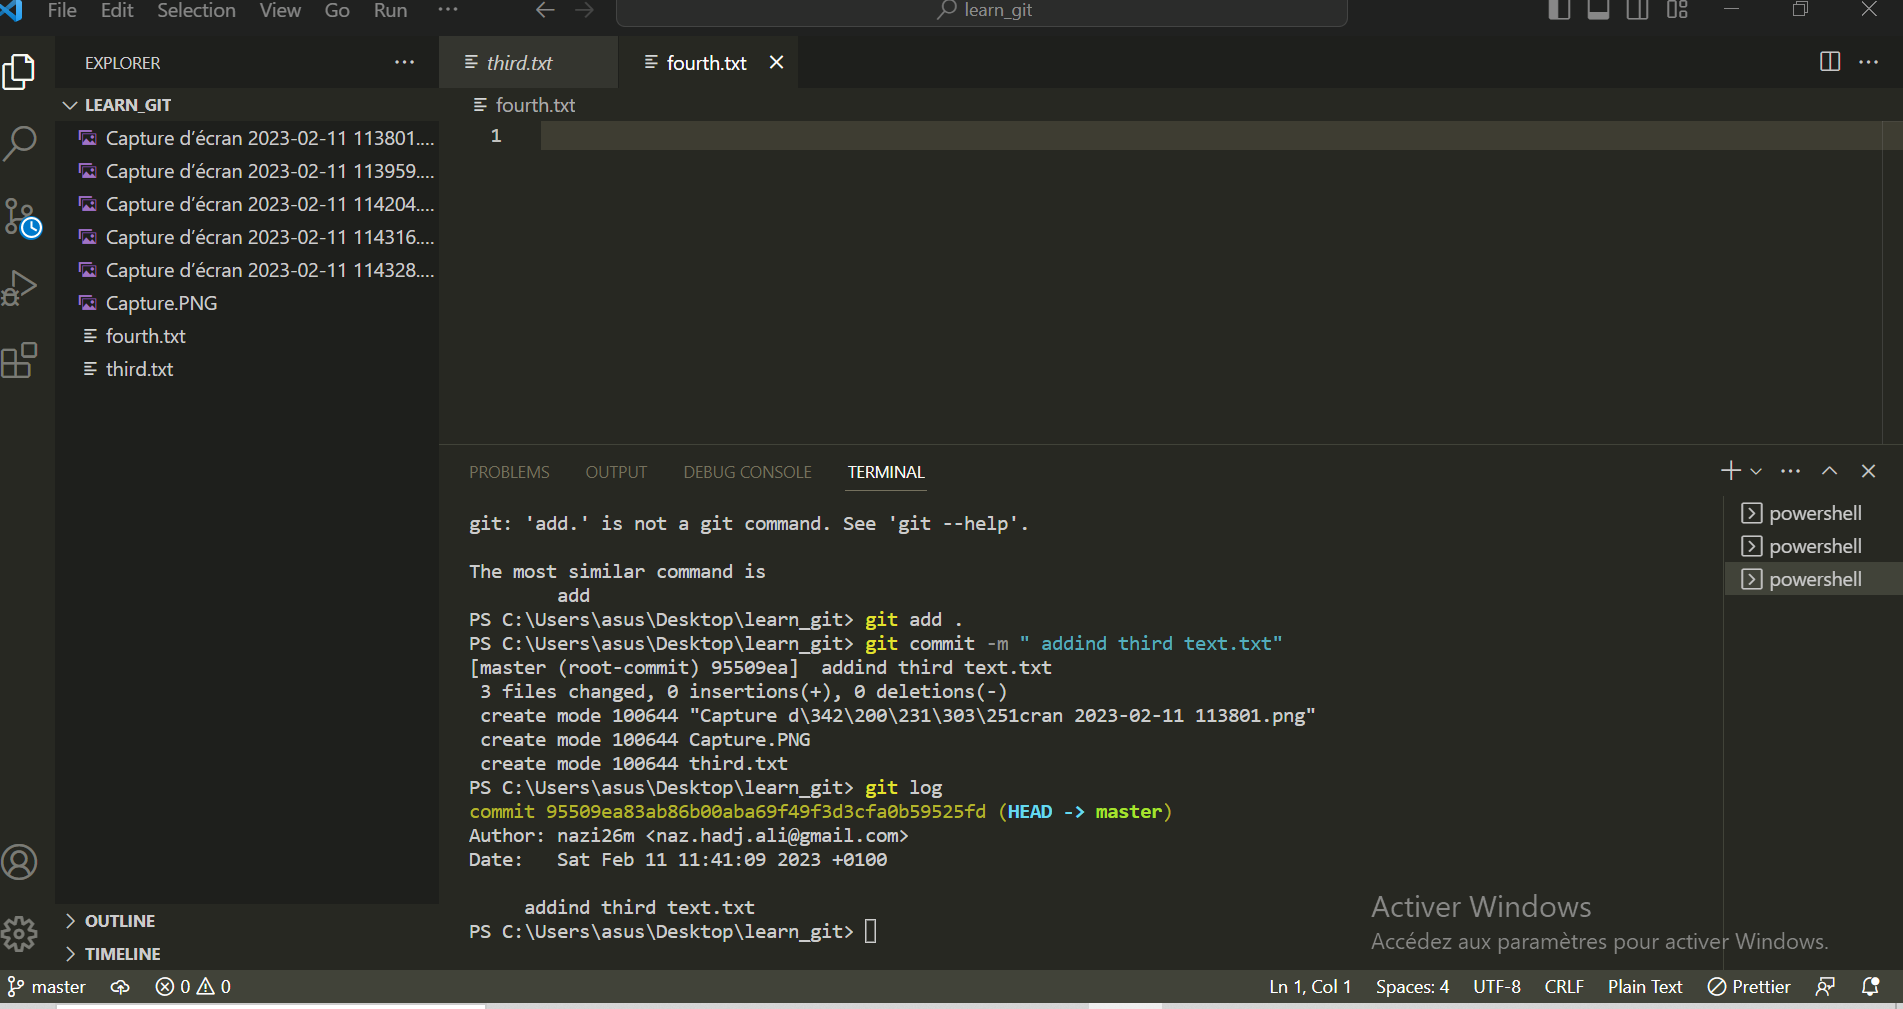 File Edit Selection View Go Run ···
learn_git
EXPLORER ···
third.txt
fourth.txt
LEARN_GIT
fourth.txt
1
Capture d’écran 2023-02-11 113801....
Capture d’écran 2023-02-11 113959....
Capture d’écran 2023-02-11 114204....
Capture d’écran 2023-02-11 114316....
Capture d’écran 2023-02-11 114328....
Capture.PNG
fourth.txt
third.txt
PROBLEMS OUTPUT DEBUG CONSOLE TERMINAL
git: 'add.' is not a git command. See 'git --help'.
The most similar command is
add
PS C:\Users\asus\Desktop\learn_git> git add .
PS C:\Users\asus\Desktop\learn_git> git commit -m " addind third text.txt"
[master (root-commit) 95509ea]  addind third text.txt
3 files changed, 0 insertions(+), 0 deletions(-)
create mode 100644 "Capture d\342\200\231\303\251cran 2023-02-11 113801.png"
create mode 100644 Capture.PNG
create mode 100644 third.txt
PS C:\Users\asus\Desktop\learn_git> git log
commit 95509ea83ab86b00aba69f49f3d3cfa0b59525fd (HEAD -> master)
Author: nazi26m <naz.hadj.ali@gmail.com>
Date:   Sat Feb 11 11:41:09 2023 +0100
addind third text.txt
PS C:\Users\asus\Desktop\learn_git>
powershell
powershell
powershell
OUTLINE
TIMELINE
Activer Windows
Accédez aux paramètres pour activer Windows.
master 0 0 Ln 1, Col 1 Spaces: 4 UTF-8 CRLF Plain Text Prettier